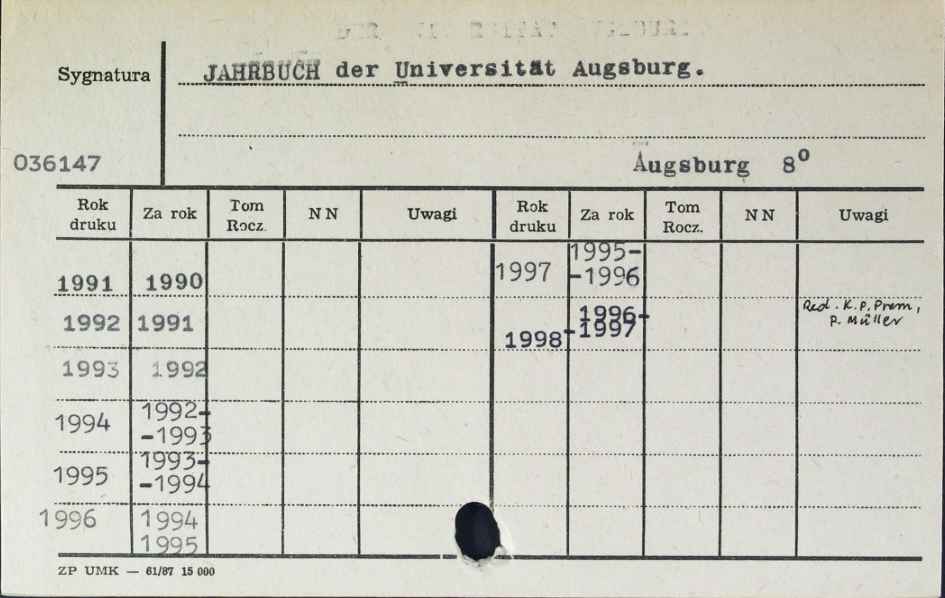 Sygnatura
JAHRBUCH der Universität Augsburg.
036147
Augsburg 8°
Rok druku Za rok Tom Rocz. NN Uwagi Rok druku Za rok Tom Rocz. NN Uwagi
1991 1990 1997 1995-
-1996
1992 1991 1998 1996-
-1997 Red. K.P. Prem,
P. Müller
1993 1992
1994 1992-
-1993
1995 1993-
-1994
1996 1994
1995
ZP UMK — 61/87 15 000